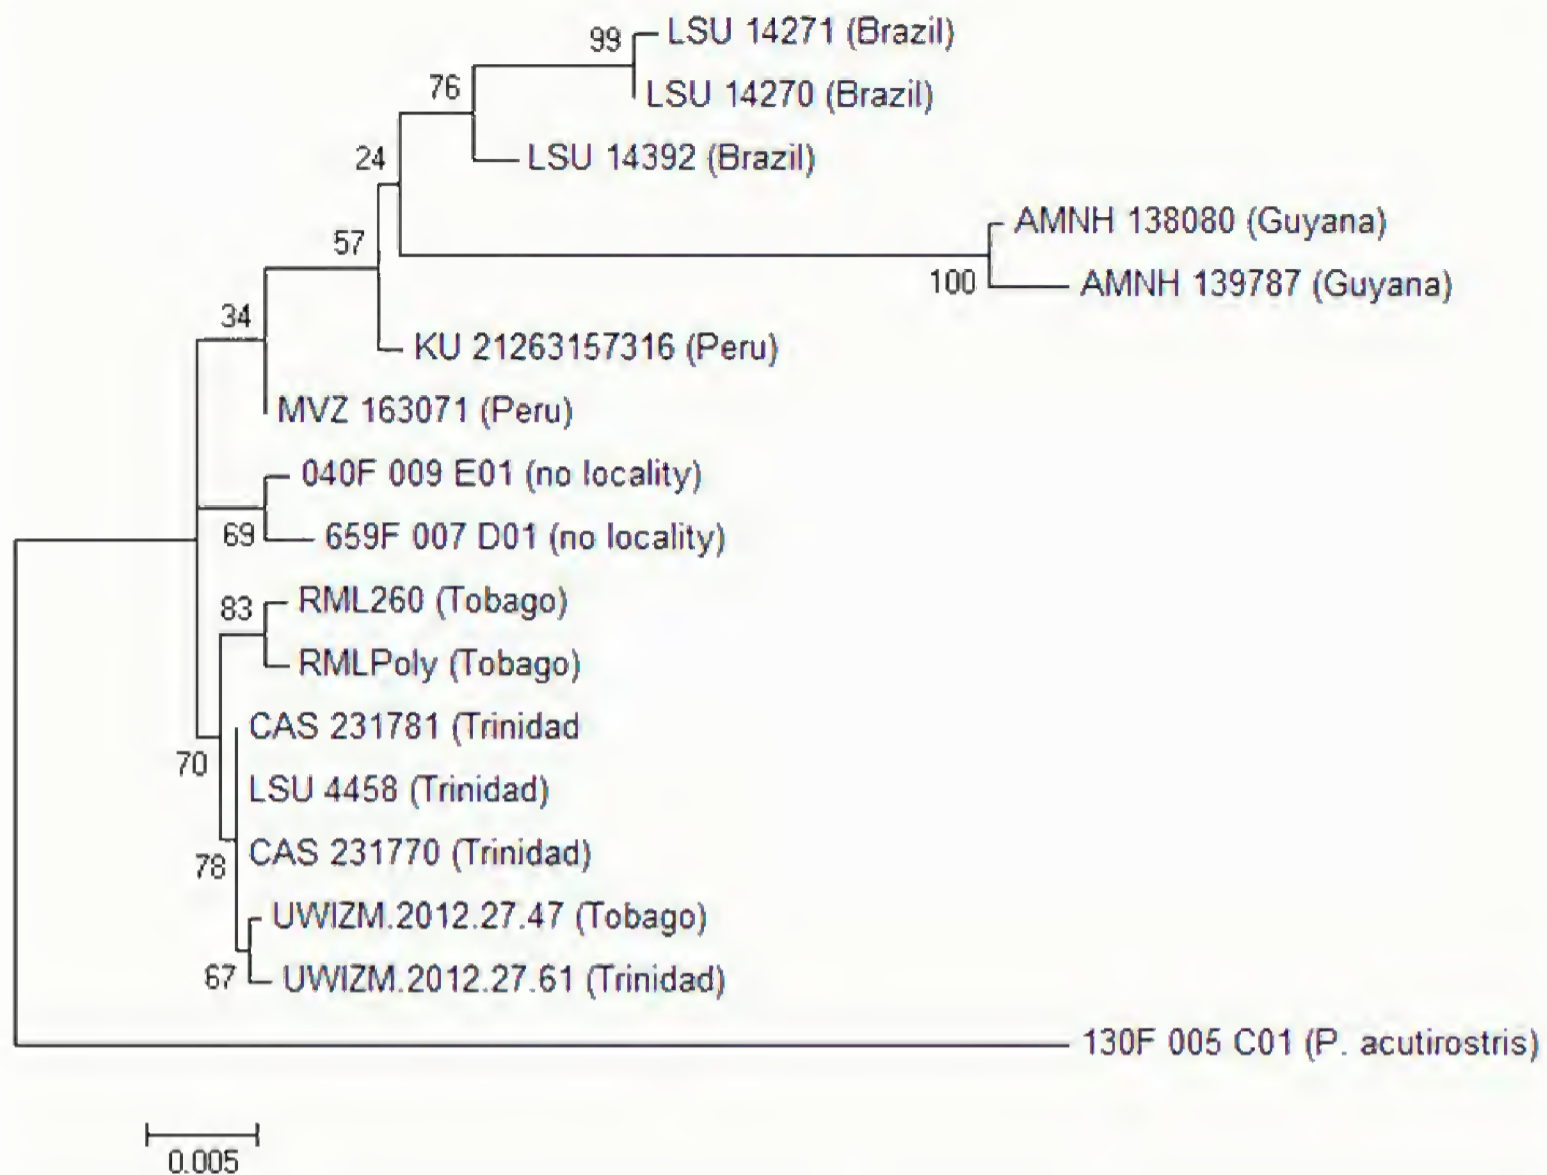 99
LSU 14271 (Brazil)
76
LSU 14270 (Brazil)
24
LSU 14392 (Brazil)
AMNH 138080 (Guyana)
57
100
AMNH 139787 (Guyana)
34
KU 21263157316 (Peru)
MVZ 163071 (Peru)
040F 009 E01 (no locality)
69
659F 007 D01 (no locality)
83
RML260 (Tobago)
RMLPoly (Tobago)
CAS 231781 (Trinidad
70
LSU 4458 (Trinidad)
78
CAS 231770 (Trinidad)
UWIZM.2012.27.47 (Tobago)
67
UWIZM.2012.27.61 (Trinidad)
130F 005 C01 (P. acutirostris)
0.005